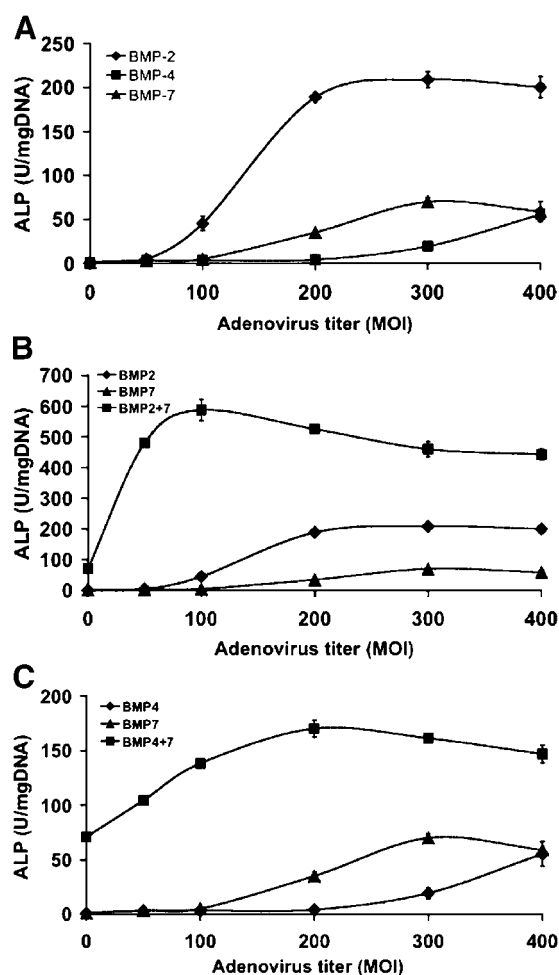 A
250
200
150
100
50
0
ALP (U/mgDNA)
BMP-2
BMP-4
BMP-7
0 100 200 300 400
Adenovirus titer (MOI)
B
700
600
500
400
300
200
100
0
ALP (U/mgDNA)
BMP2
BMP7
BMP2+7
0 100 200 300 400
Adenovirus titer (MOI)
C
200
150
100
50
0
ALP (U/mgDNA)
BMP4
BMP7
BMP4+7
0 100 200 300 400
Adenovirus titer (MOI)